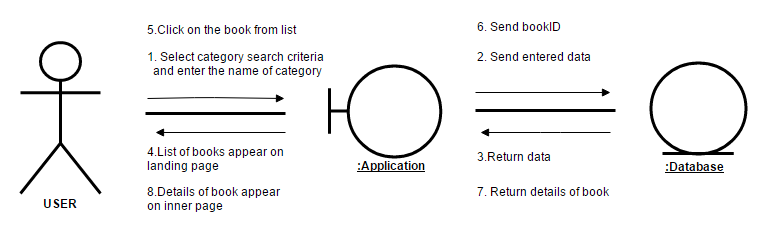 5.Click on the book from list
1. Select category search criteria
and enter the name of category
4.List of books appear on
landing page
8.Details of book appear
on inner page
USER
:Application
6. Send bookID
2. Send entered data
3.Return data
7. Return details of book
:Database